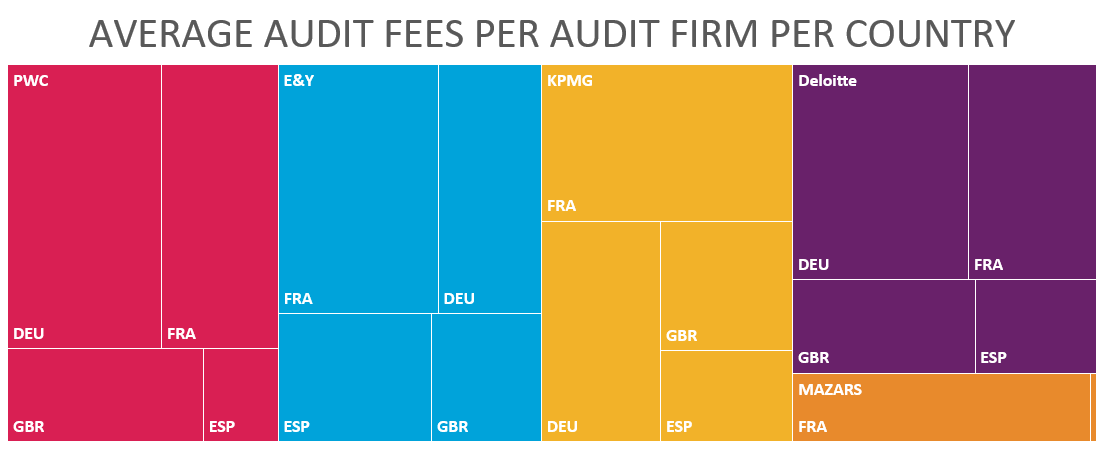 AVERAGE AUDIT FEES PER AUDIT FIRM PER COUNTRY
PWC
DEU
FRA
GBR
ESP
E&Y
FRA
DEU
ESP
GBR
KPMG
FRA
DEU
GBR
ESP
Deloitte
DEU
FRA
GBR
ESP
MAZARS
FRA